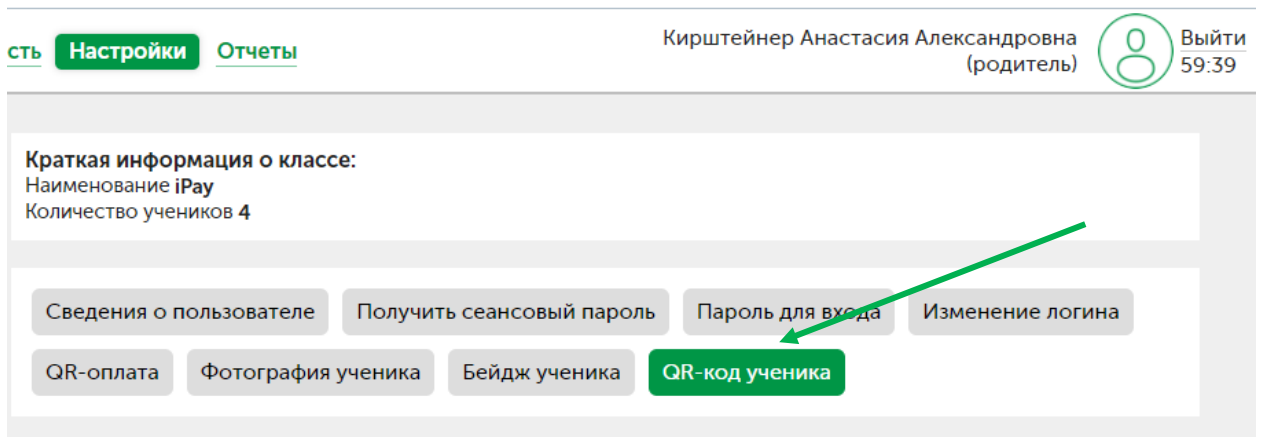 сть Настройки Отчеты
Кирштейнер Анастасия Александровна
(родитель)
Выйти
59:39
Краткая информация о классе:
Наименование iPay
Количество учеников 4
Сведения о пользователе Получить сеансовый пароль Пароль для входа Изменение логина
QR-оплата Фотография ученика Бейдж ученика QR-код ученика